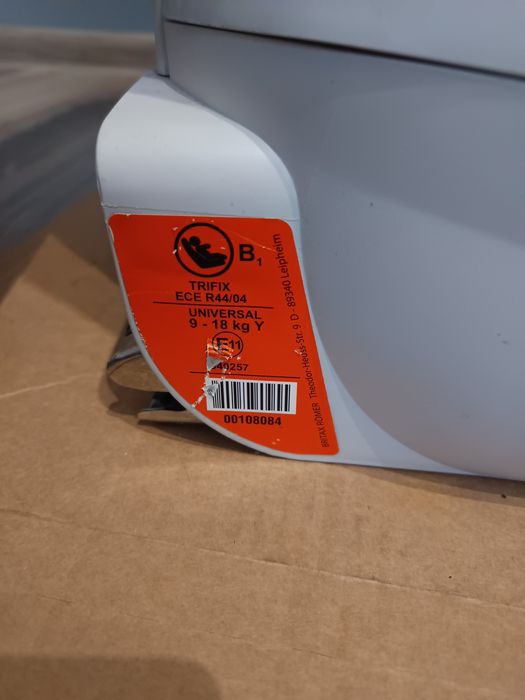 B1
TRIFIX
ECE R44/04
UNIVERSAL
9 - 18 kg Y
E11
40257
00108084
BRITAX RÖMER Theodor-Heuss-Str. 9 D - 89340 Leipheim